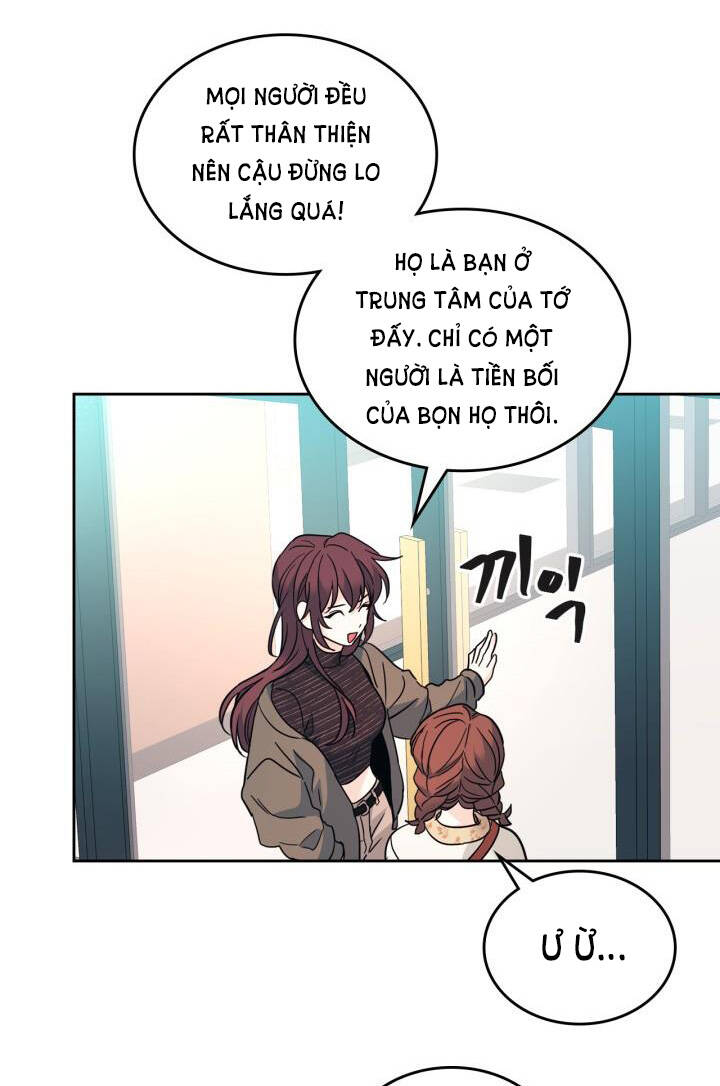 MỌI NGƯỜI ĐỀU
RẤT THÂN THIỆN
NÊN CẬU ĐỪNG LO
LẮNG QUÁ!
HỌ LÀ BẠN Ở
TRUNG TÂM CỦA TỚ
ĐẤY. CHỈ CÓ MỘT
NGƯỜI LÀ TIỀN BỐI
CỦA BỌN HỌ THÔI.
끼익
Ư Ừ...